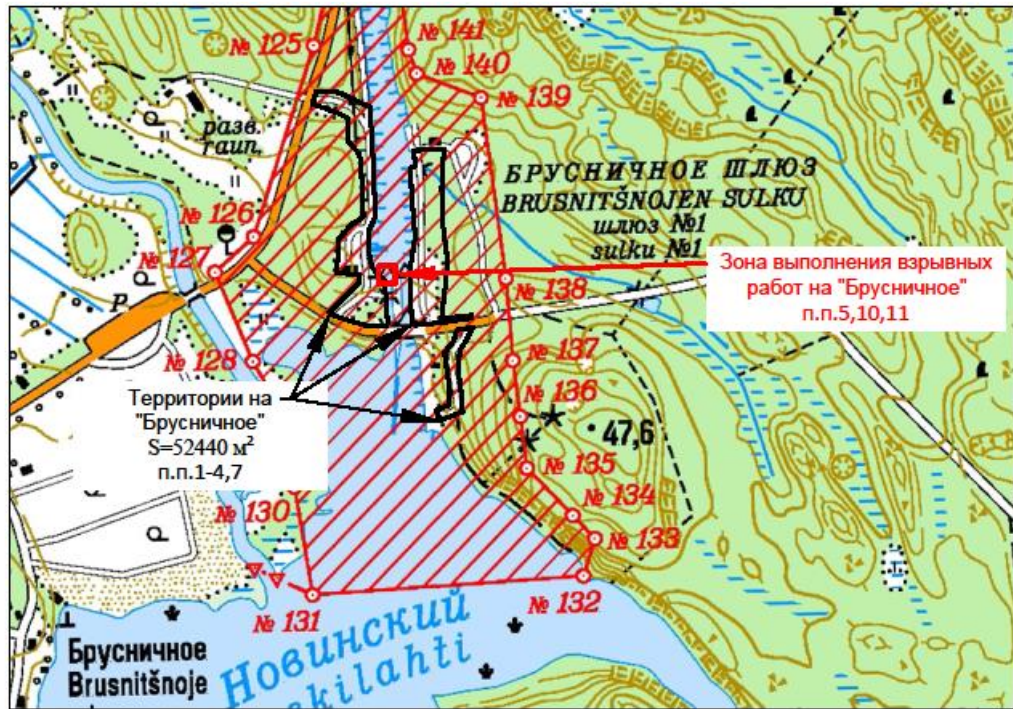 № 125
№ 141
№ 140
№ 139
разв.
raun.
БРУСНИЧНОЕ ШЛЮЗ
BRUSNITŠNOJEN SULKU
шлюз №1
sulku №1
№ 126
№ 127
№ 138
Зона выполнения взрывных
работ на "Брусничное"
п.п.5,10,11
Р.
№ 137
№ 128
№ 136
Территории на
"Брусничное"
S=52440 м²
п.п.1-4,7
47,6
№ 135
№ 134
№ 130
№ 133
№ 132
№ 131
Брусничное
Brusnitšnoje
Новинский
skilahti